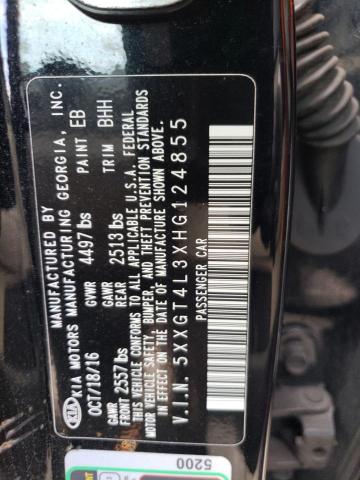 KIA MANUFACTURED BY
KIA MOTORS MANUFACTURING GEORGIA, INC.
OCT/18/16 GVWR 4497 lbs PAINT EB
GAWR FRONT 2557 lbs GAWR REAR 2513 lbs TRIM BHH
THIS VEHICLE CONFORMS TO ALL APPLICABLE U.S.A. FEDERAL
MOTOR VEHICLE SAFETY, BUMPER, AND THEFT PREVENTION STANDARDS
IN EFFECT ON THE DATE OF MANUFACTURE SHOWN ABOVE.
V.I.N. 5XXGT4L3XHG124855
PASSENGER CAR
5200